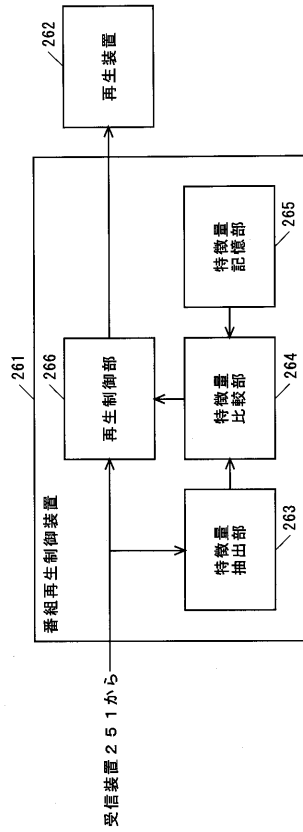 受信装置251から
番組再生制御装置
261
再生制御部
266
再生装置
262
特徴量
抽出部
263
特徴量
比較部
264
特徴量
記憶部
265